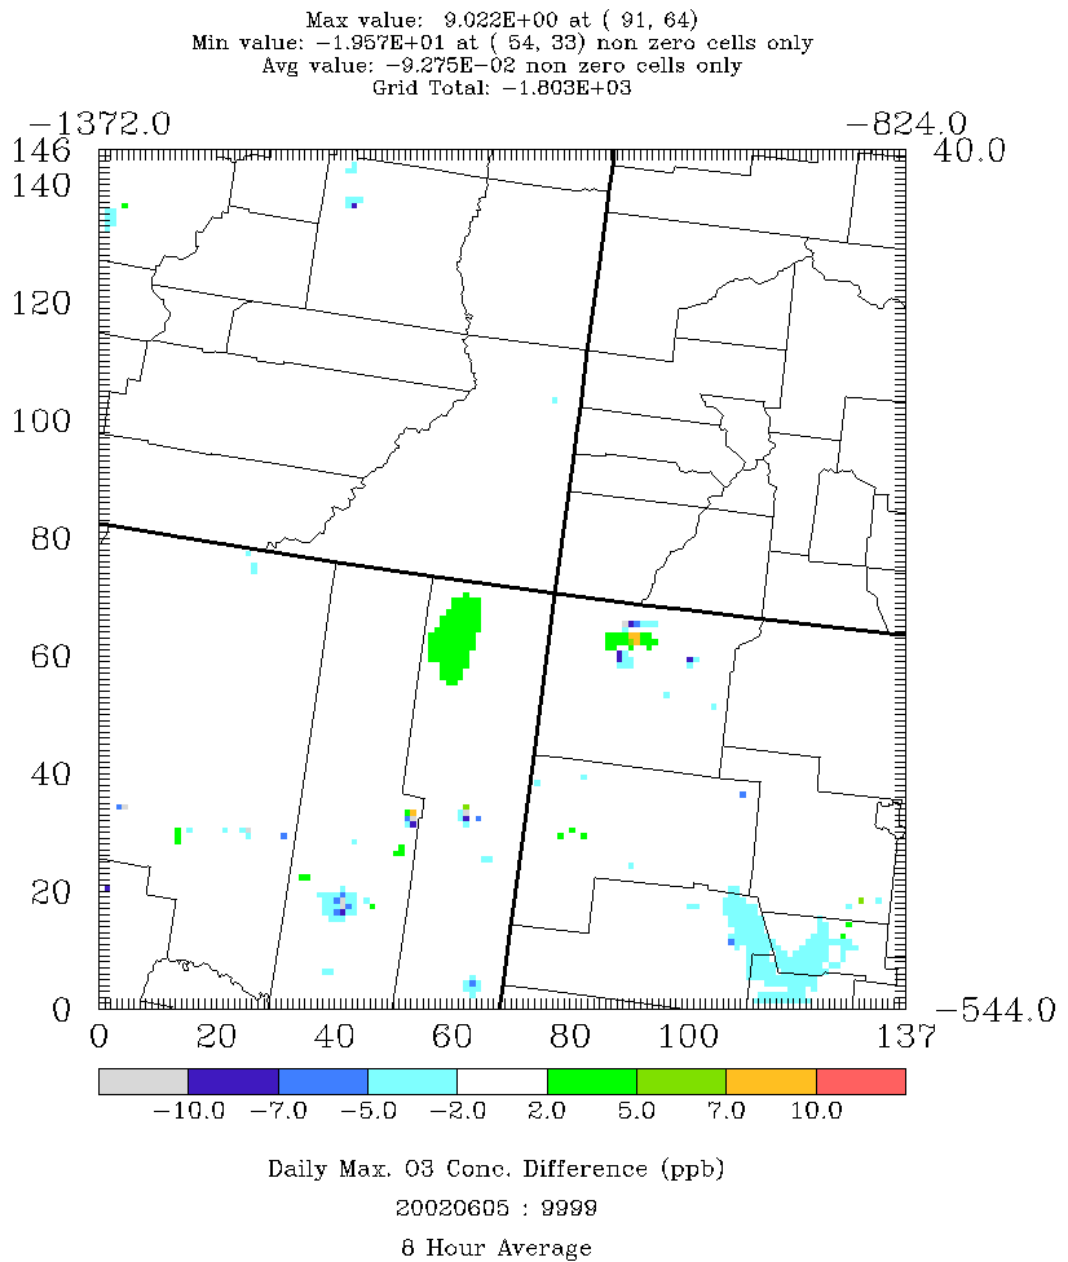 Max value: 9.022E+00 at ( 91, 64)
Min value: −1.957E+01 at ( 54, 33) non zero cells only
Avg value: −9.275E−02 non zero cells only
Grid Total: −1.803E+03
−1372.0 −824.0
146 40.0
140
120
100
80
60
40
20
0 −544.0
0 20 40 60 80 100 137
−10.0 −7.0 −5.0 −2.0 2.0 5.0 7.0 10.0
Daily Max. O3 Conc. Difference (ppb)
20020605 : 9999
8 Hour Average